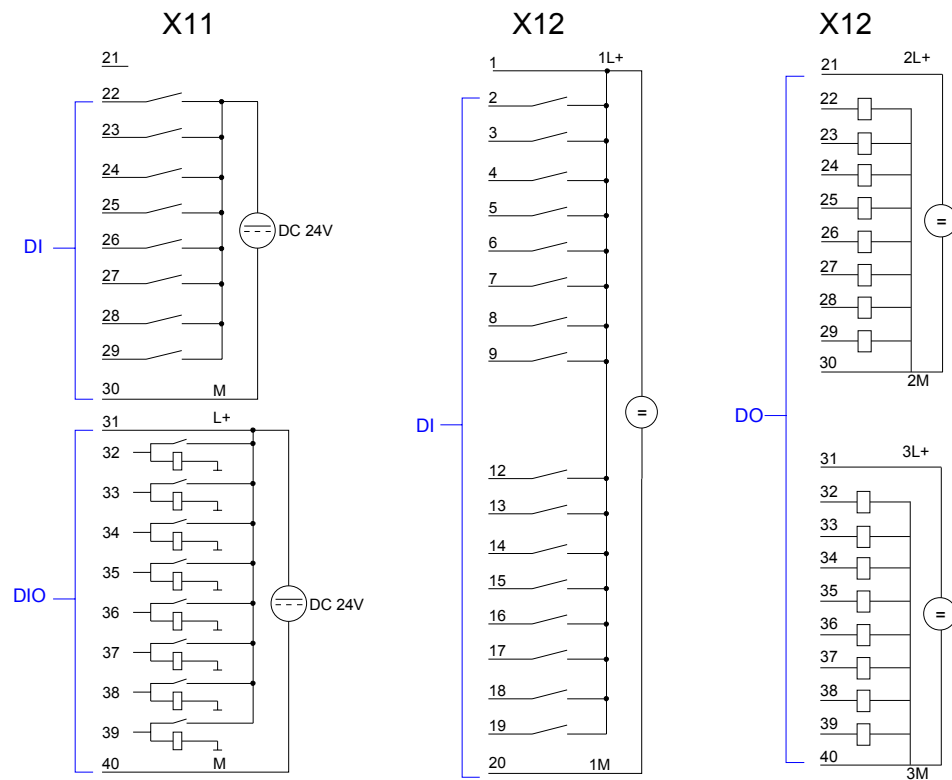 X11
21
22
23
24
25
26
27
28
29
30 M
DI
DC 24V
31 L+
32
33
34
35
36
37
38
39
40 M
DIO
DC 24V
X12
1 1L+
2
3
4
5
6
7
8
9
12
13
14
15
16
17
18
19
20 1M
DI
=
X12
21 2L+
22
23
24
25
26
27
28
29
30 2M
=
DO
31 3L+
32
33
34
35
36
37
38
39
40 3M
=